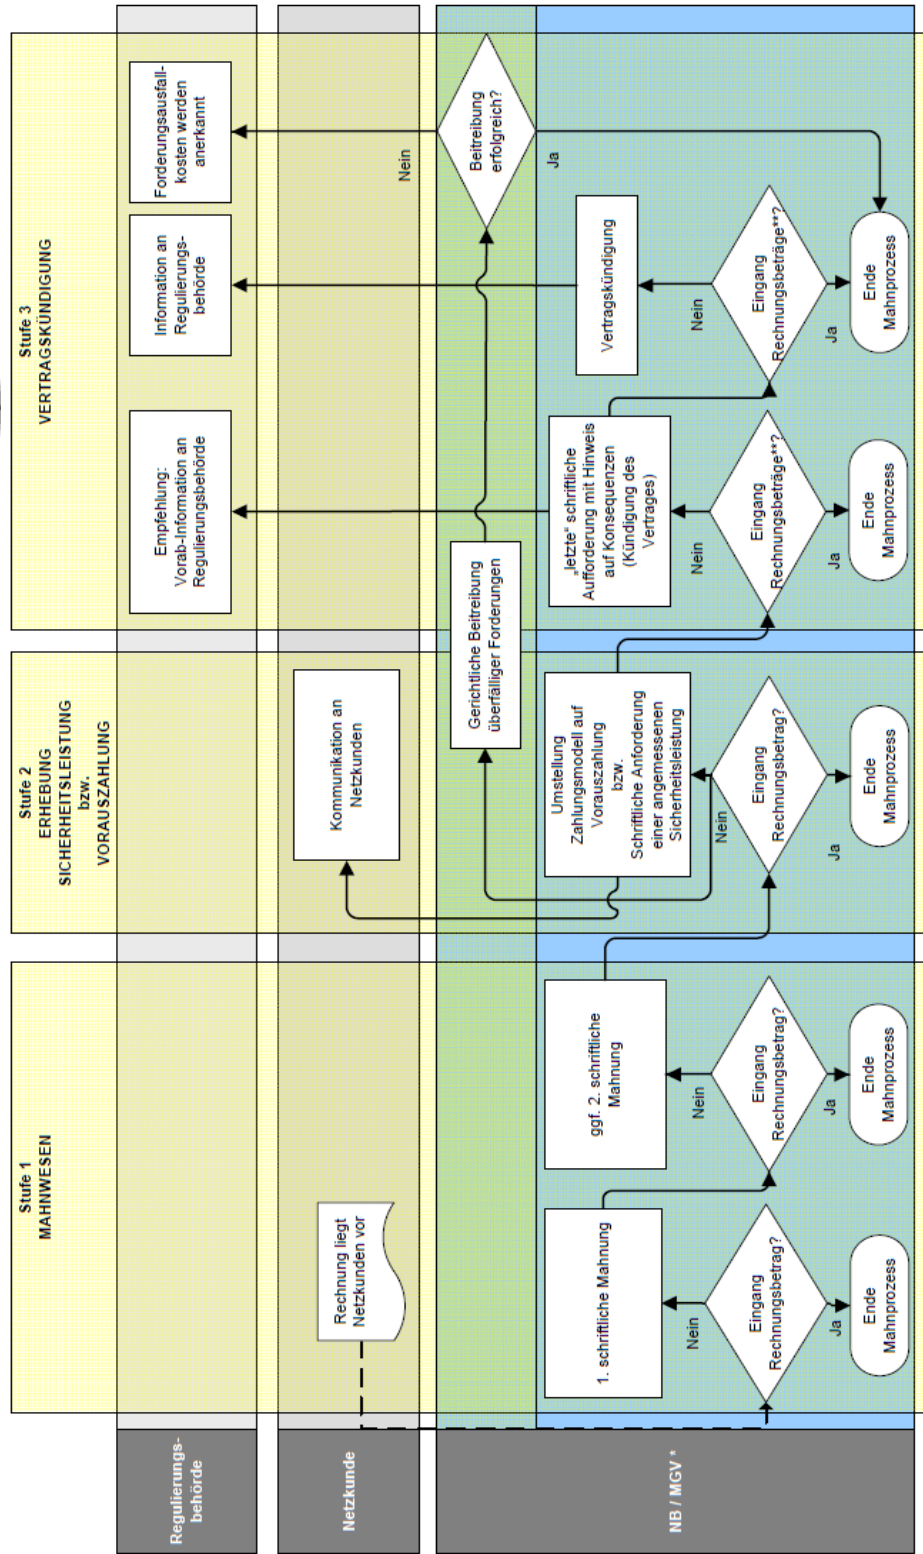 Stufe 1
MAHNWESEN
Stufe 2
ERHEBUNG
SICHERHEITSLEISTUNG
bzw.
VORAUSZAHLUNG
Stufe 3
VERTRAGSKÜNDIGUNG
Regulierungs-
behörde
Empfehlung:
Vorab-Information an
Regulierungsbehörde
Information an
Regulierungs-
behörde
Forderungsausfall-
kosten werden
anerkannt
Netzkunde
Rechnung liegt
Netzkunden vor
Kommunikation an
Netzkunden
Nein
NB / MGV *
Gerichtliche Beitreibung
überfälliger Forderungen
Beitreibung
erfolgreich?
Ja
1. schriftliche Mahnung
ggf. 2. schriftliche
Mahnung
Umstellung
Zahlungsmodell auf
Vorauszahlung
bzw.
Schriftliche Anforderung
einer angemessenen
Sicherheitsleistung
„letzte“ schriftliche
Aufforderung mit Hinweis
auf Konsequenzen
(Kündigung des
Vertrages)
Vertragskündigung
Nein
Nein
Nein
Nein
Nein
Eingang
Rechnungsbetrag?
Eingang
Rechnungsbetrag?
Eingang
Rechnungsbetrag?
Eingang
Rechnungsbeträge**?
Eingang
Rechnungsbeträge**?
Ja
Ja
Ja
Ja
Ja
Ende
Mahnprozess
Ende
Mahnprozess
Ende
Mahnprozess
Ende
Mahnprozess
Ende
Mahnprozess